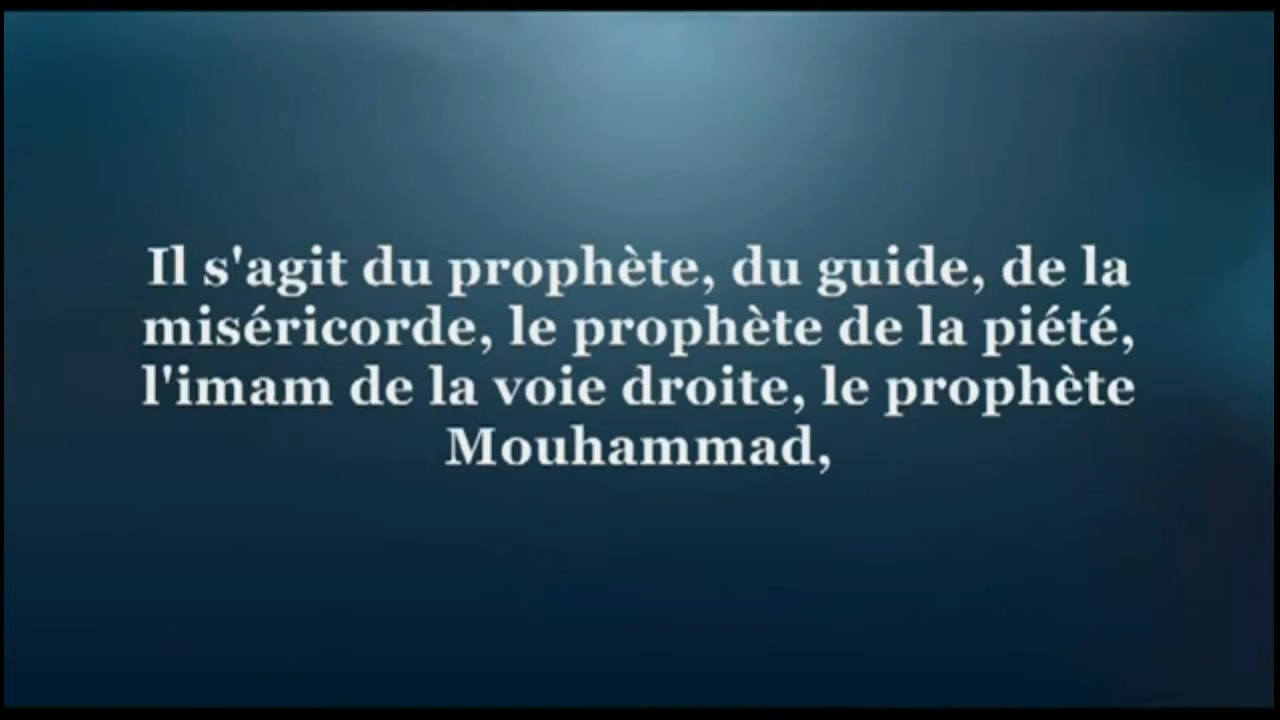 Il s'agit du prophète, du guide, de la
miséricorde, le prophète de la piété,
l'imam de la voie droite, le prophète
Mouhammad,